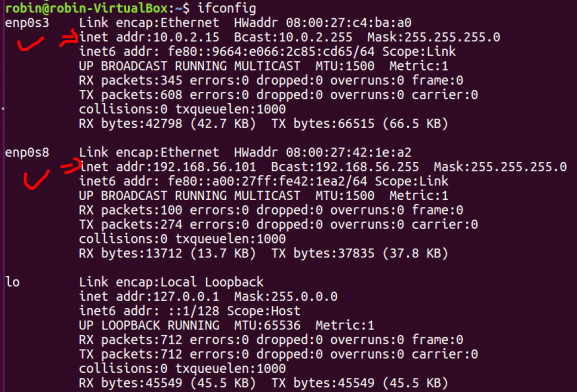 robin@robin-VirtualBox:~$ ifconfig
enp0s3 Link encap:Ethernet HWaddr 08:00:27:c4:ba:a0
inet addr:10.0.2.15 Bcast:10.0.2.255 Mask:255.255.255.0
inet6 addr: fe80::9664:e066:2c85:cd65/64 Scope:Link
UP BROADCAST RUNNING MULTICAST MTU:1500 Metric:1
RX packets:345 errors:0 dropped:0 overruns:0 frame:0
TX packets:608 errors:0 dropped:0 overruns:0 carrier:0
collisions:0 txqueuelen:1000
RX bytes:42798 (42.7 KB) TX bytes:66515 (66.5 KB)
enp0s8 Link encap:Ethernet HWaddr 08:00:27:42:1e:a2
inet addr:192.168.56.101 Bcast:192.168.56.255 Mask:255.255.255.0
inet6 addr: fe80::a00:27ff:fe42:1ea2/64 Scope:Link
UP BROADCAST RUNNING MULTICAST MTU:1500 Metric:1
RX packets:100 errors:0 dropped:0 overruns:0 frame:0
TX packets:274 errors:0 dropped:0 overruns:0 carrier:0
collisions:0 txqueuelen:1000
RX bytes:13712 (13.7 KB) TX bytes:37835 (37.8 KB)
lo Link encap:Local Loopback
inet addr:127.0.0.1 Mask:255.0.0.0
inet6 addr: ::1/128 Scope:Host
UP LOOPBACK RUNNING MTU:65536 Metric:1
RX packets:712 errors:0 dropped:0 overruns:0 frame:0
TX packets:712 errors:0 dropped:0 overruns:0 carrier:0
collisions:0 txqueuelen:1000
RX bytes:45549 (45.5 KB) TX bytes:45549 (45.5 KB)